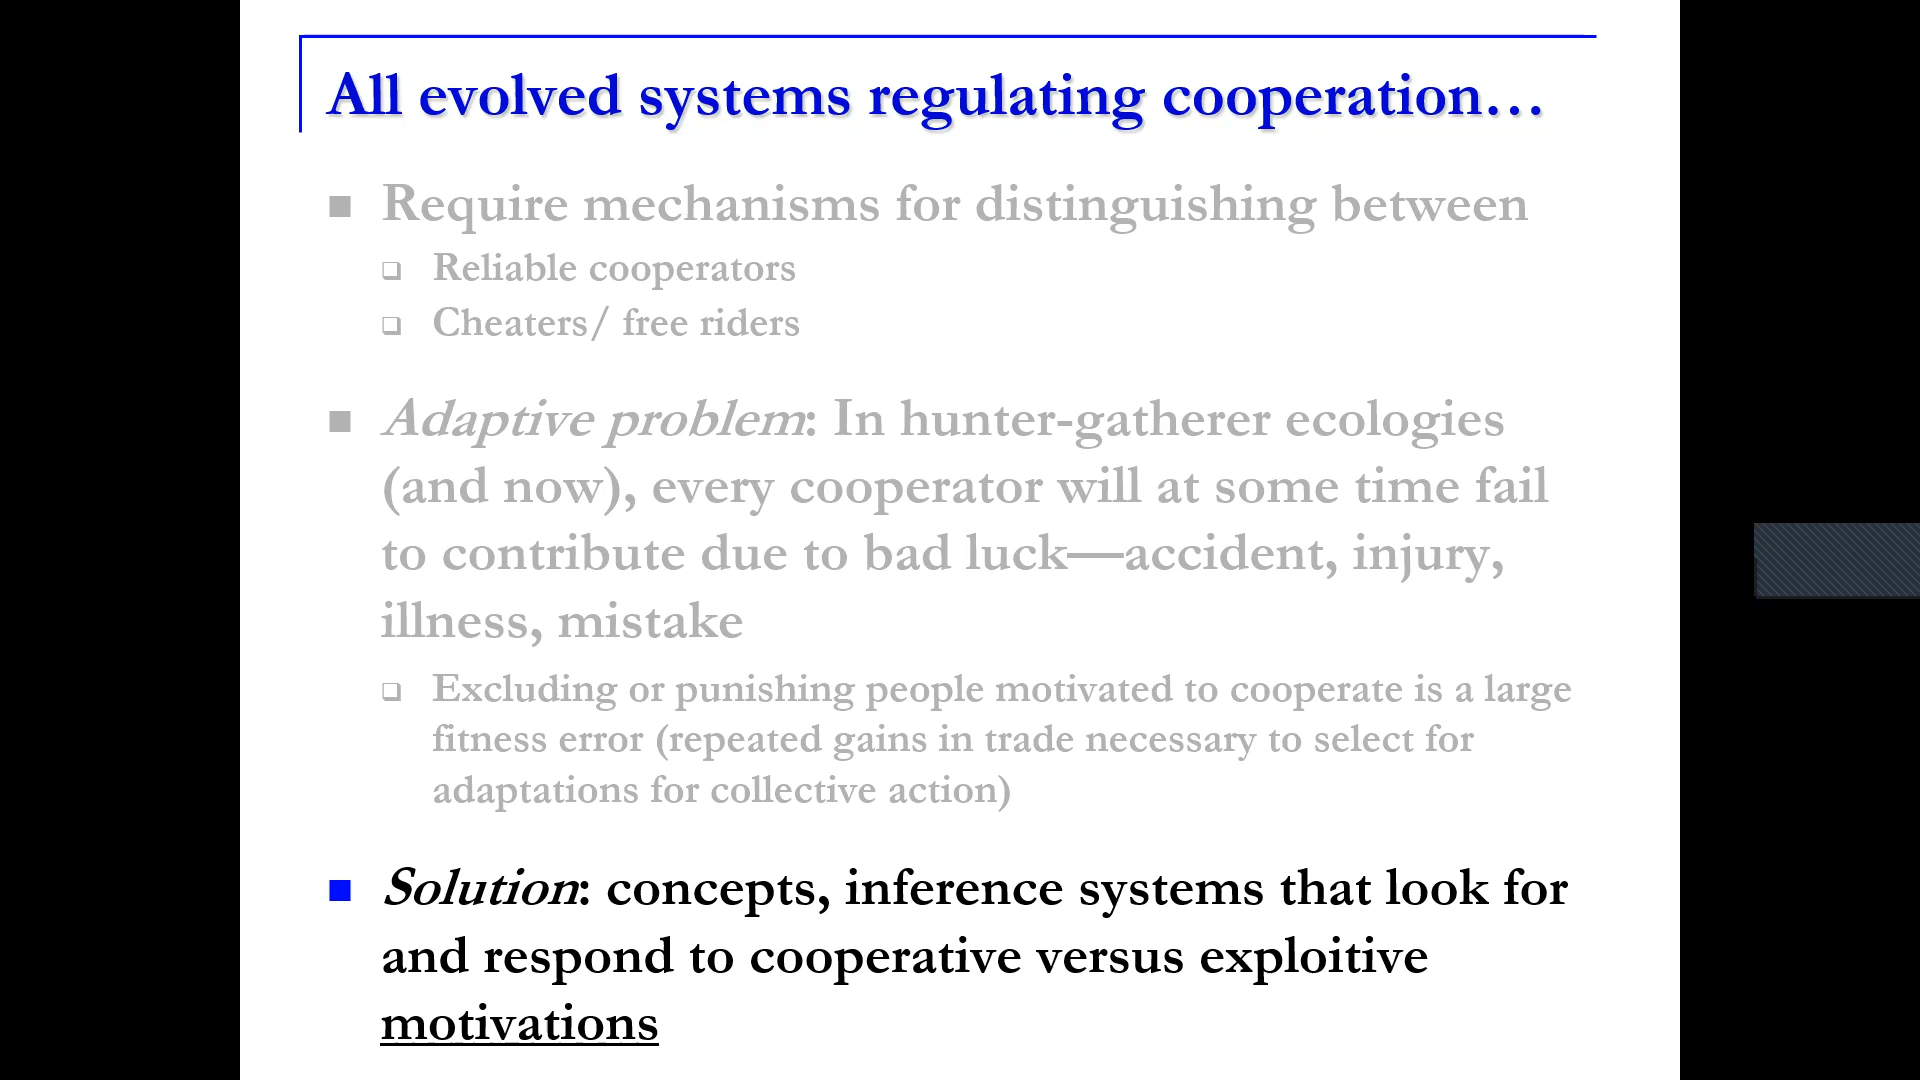 All evolved systems regulating cooperation…
Require mechanisms for distinguishing between
Reliable cooperators
Cheaters/ free riders
Adaptive problem: In hunter-gatherer ecologies
(and now), every cooperator will at some time fail
to contribute due to bad luck—accident, injury,
illness, mistake
Excluding or punishing people motivated to cooperate is a large
fitness error (repeated gains in trade necessary to select for
adaptations for collective action)
Solution: concepts, inference systems that look for
and respond to cooperative versus exploitive
motivations